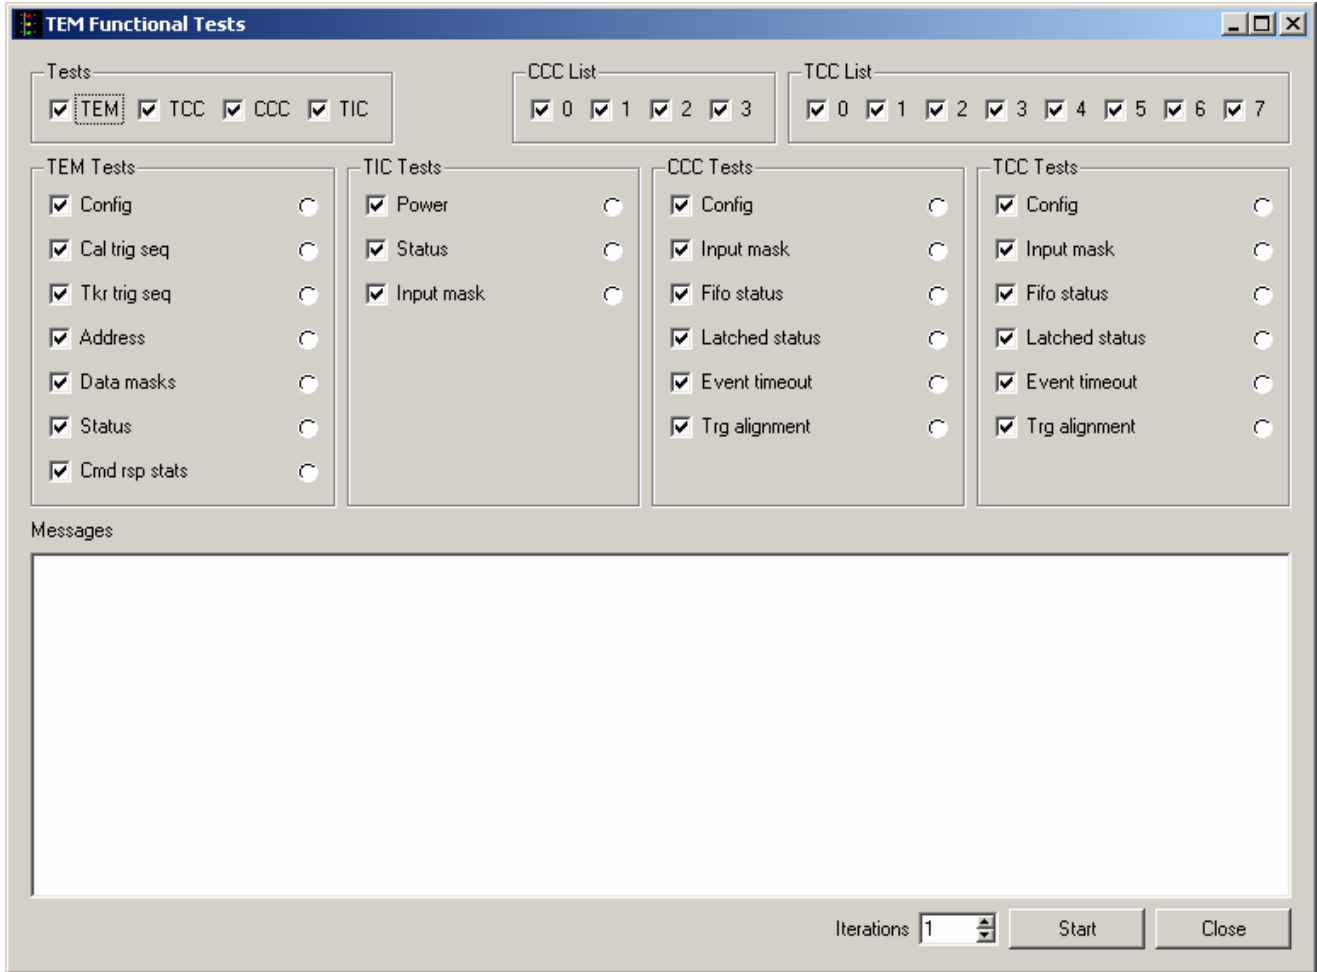 TEM Functional Tests
Tests CCC List TCC List
TEM TCC CCC TIC 0 1 2 3 0 1 2 3 4 5 6 7
TEM Tests TIC Tests CCC Tests TCC Tests
Config Power Config Config
Cal trig seq Status Input mask Input mask
Tkr trig seq Input mask Fifo status Fifo status
Address Latched status Latched status
Data masks Event timeout Event timeout
Status Trg alignment Trg alignment
Cmd rsp stats
Messages
Iterations 1 Start Close